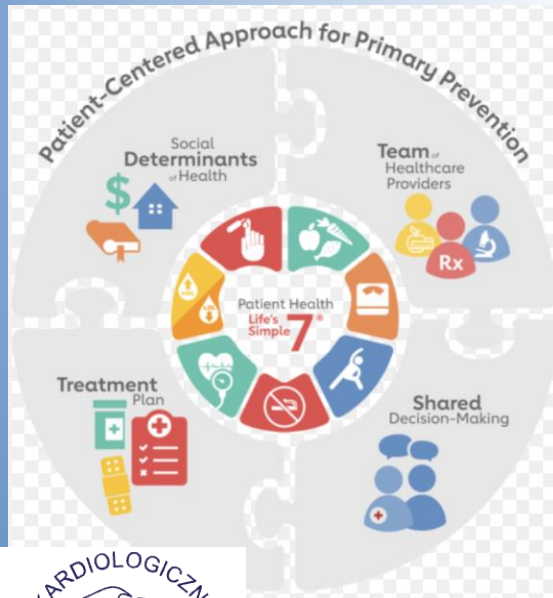 Patient-Centered Approach for Primary Prevention
Social
Determinants
of Health
$
Team of
Healthcare
Providers
Rx
Patient Health
Life's
Simple 7®
Treatment
Plan
Shared
Decision-Making